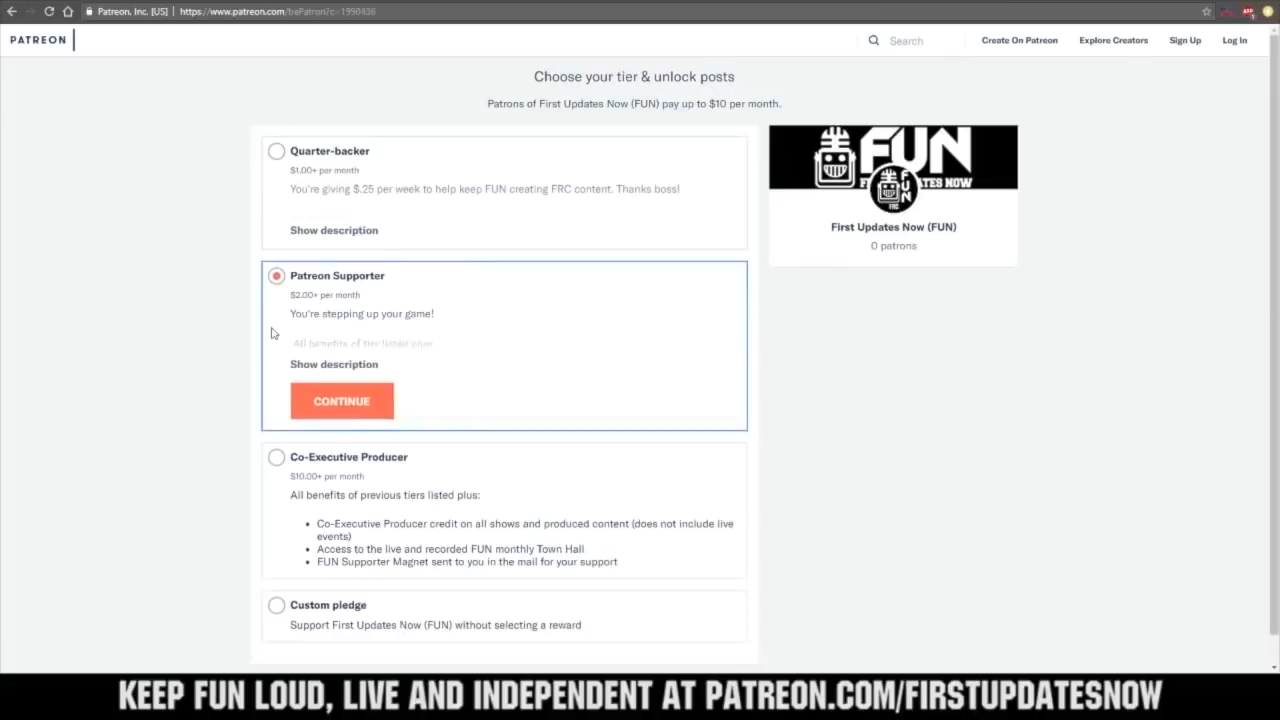 Patreon, Inc. [US] | https://www.patreon.com/bePatron?c=1990436
PATREON
Search
Create On Patreon
Explore Creators
Sign Up
Log In
Choose your tier & unlock posts
Patrons of First Updates Now (FUN) pay up to $10 per month.
Quarter-backer
$1.00+ per month
You're giving $.25 per week to help keep FUN creating FRC content. Thanks boss!
Show description
FUN
FUN
FRC
First Updates Now (FUN)
0 patrons
Patreon Supporter
$2.00+ per month
You're stepping up your game!
All benefits of tier listed plus:
Show description
CONTINUE
Co-Executive Producer
$10.00+ per month
All benefits of previous tiers listed plus:
• Co-Executive Producer credit on all shows and produced content (does not include live
events)
• Access to the live and recorded FUN monthly Town Hall
• FUN Supporter Magnet sent to you in the mail for your support
Custom pledge
Support First Updates Now (FUN) without selecting a reward
KEEP FUN LOUD, LIVE AND INDEPENDENT AT PATREON.COM/FIRSTUPDATESNOW